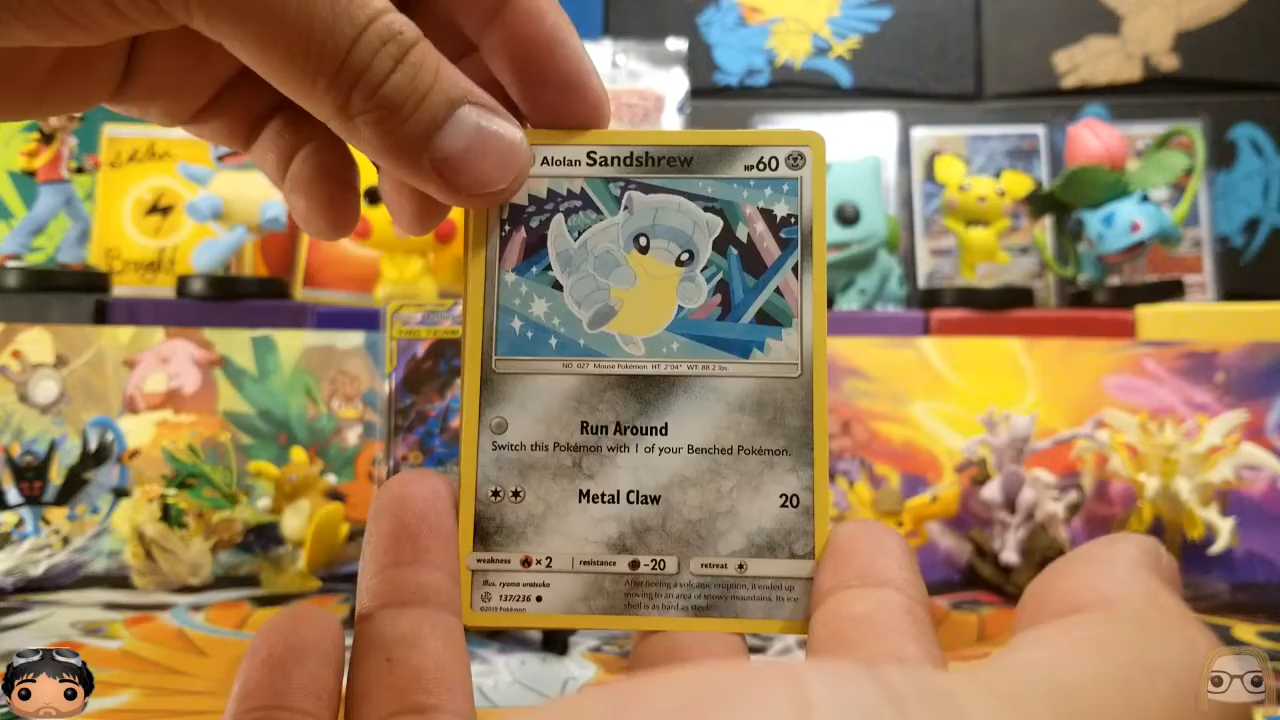 Alolan Sandshrew HP60
NO. 027 Mouse Pokémon HT: 2'04" WT: 88.2 lbs.
Run Around
Switch this Pokémon with 1 of your Benched Pokémon.
Metal Claw 20
weakness ×2 resistance -20 retreat
Illus. ryoma uratsuka
137/236
©2019 Pokémon
After fleeing a volcanic eruption, it ended up
moving to an area of snowy mountains. Its ice
shell is as hard as steel.
TAG TEAM